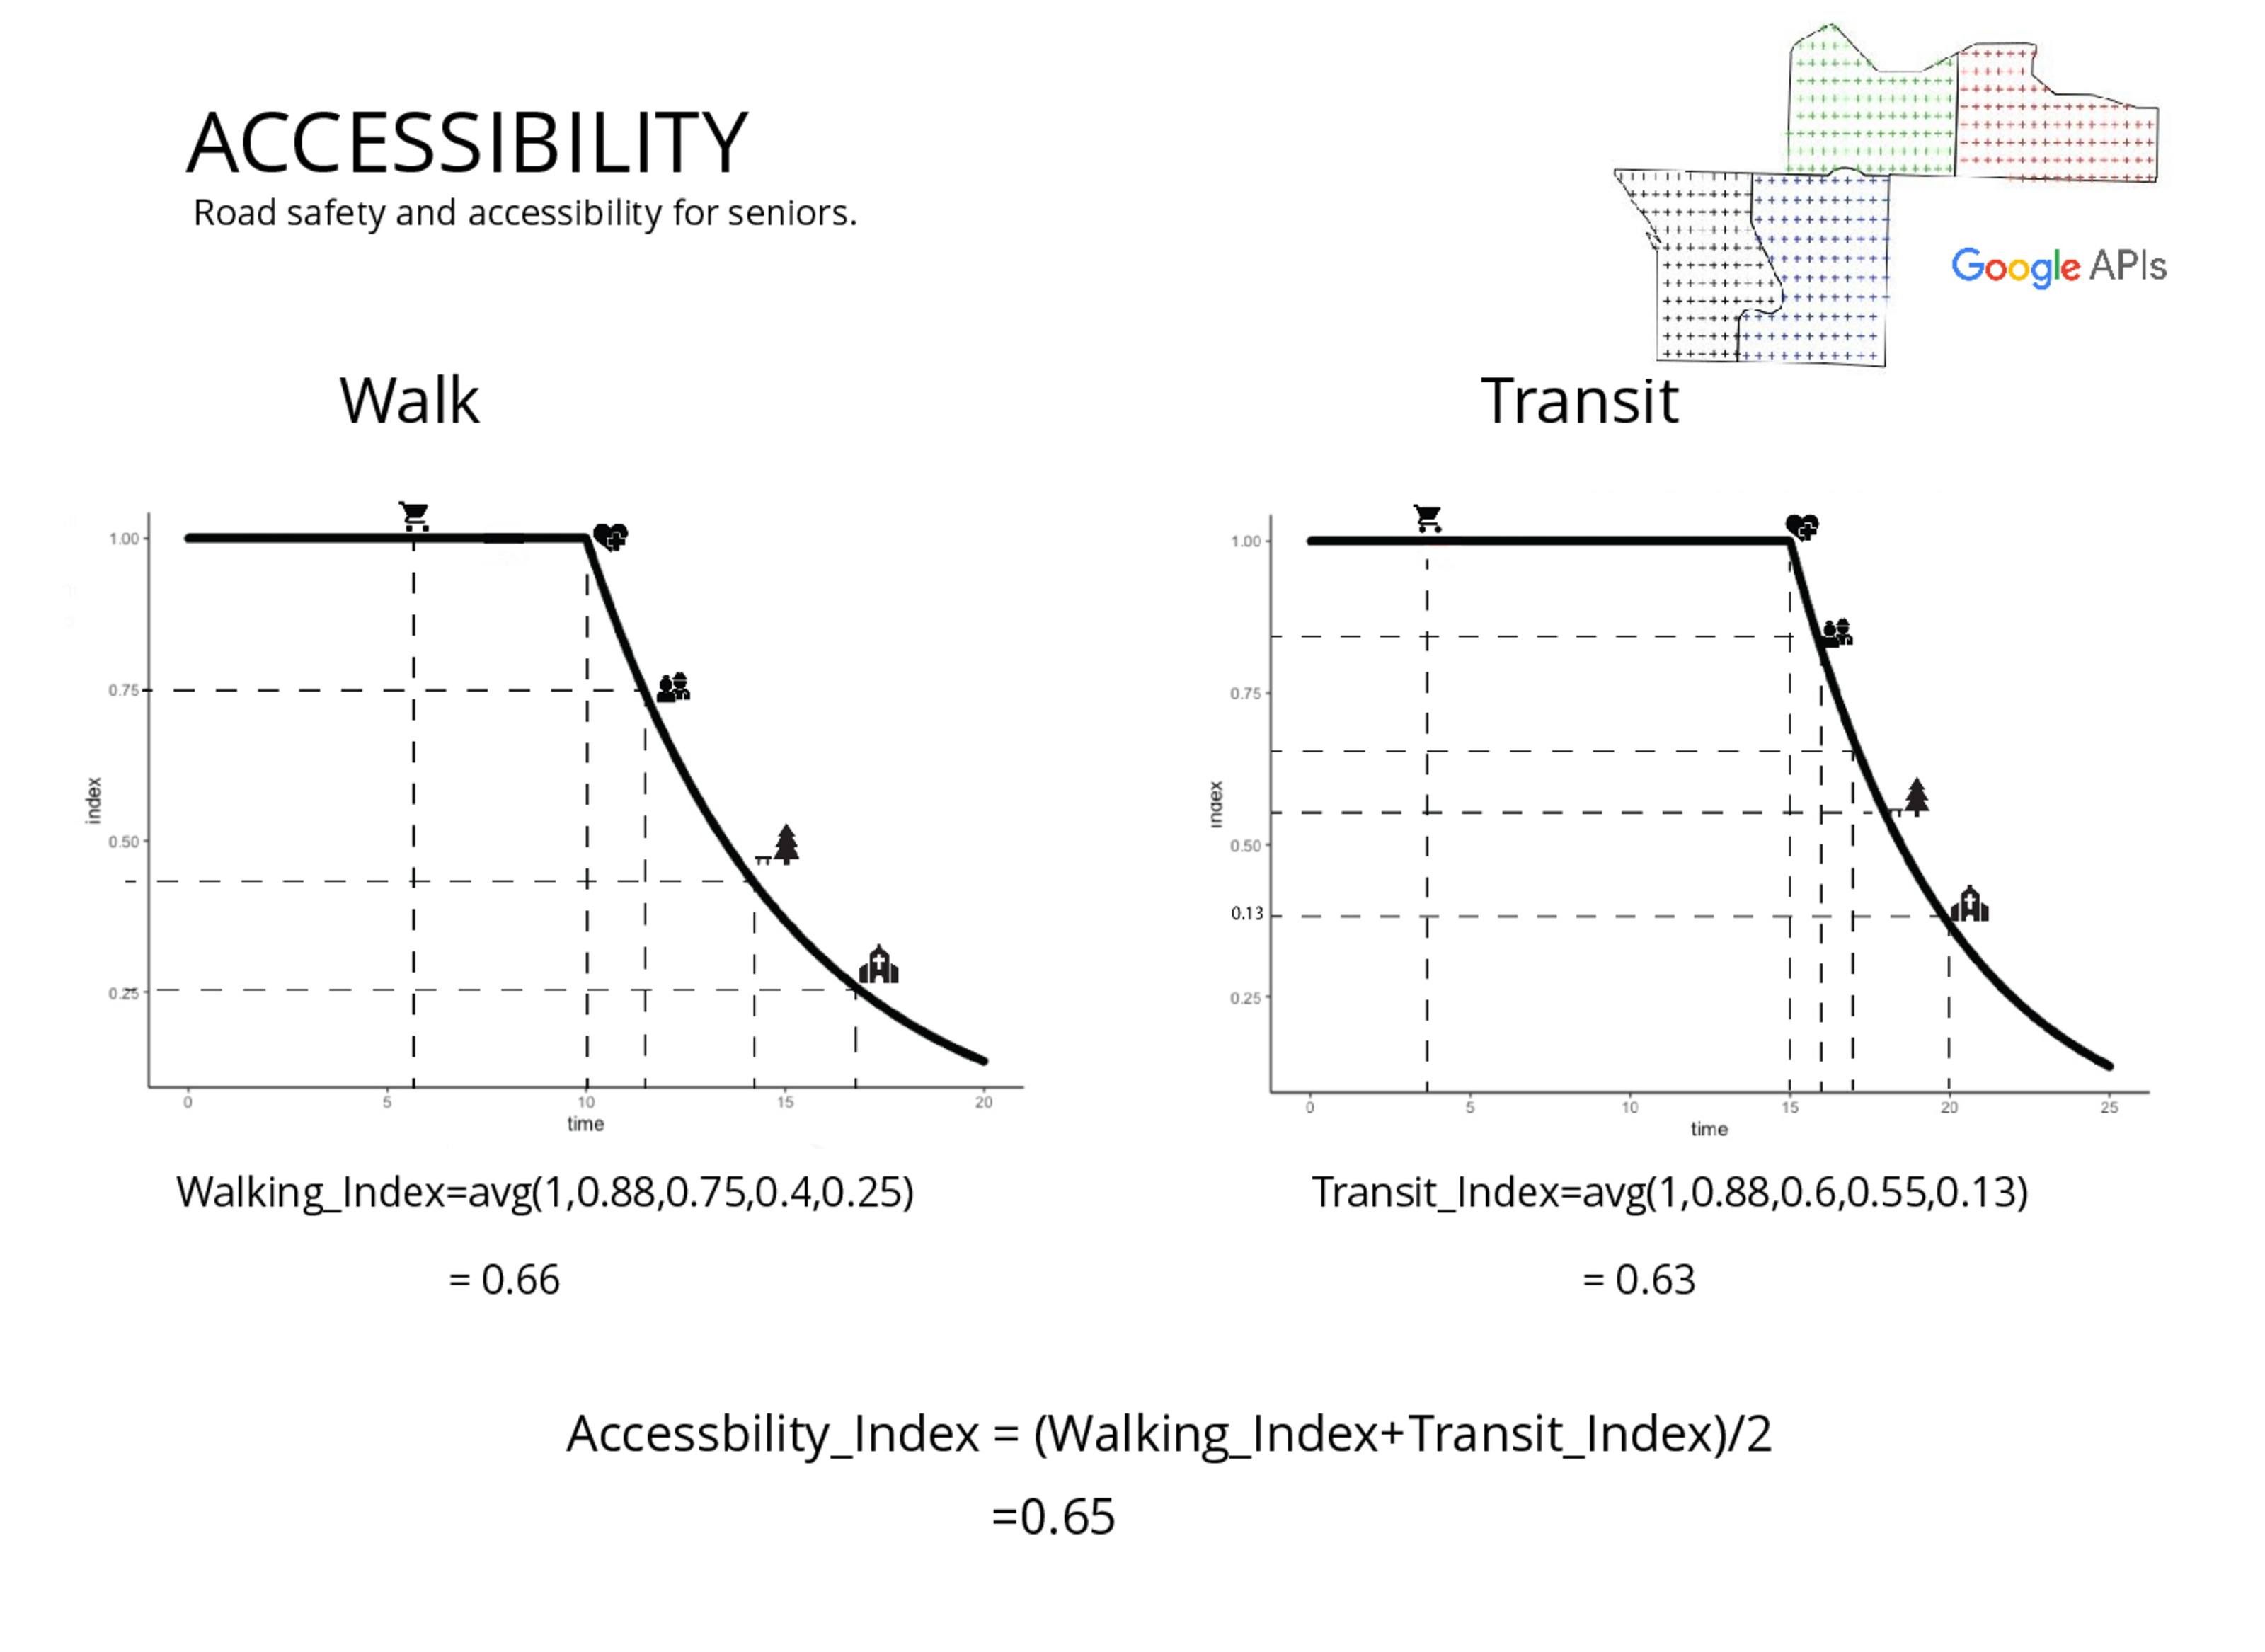 ACCESSIBILITY
Road safety and accessibility for seniors.
Google APIs
Walk
Transit
1.00
0.75
0.50
0.25
index
0
5
10
15
20
time
1.00
0.75
0.50
0.13
0.25
index
0
5
10
15
20
25
time
Walking_Index=avg(1,0.88,0.75,0.4,0.25)
= 0.66
Transit_Index=avg(1,0.88,0.6,0.55,0.13)
= 0.63
Accessbility_Index = (Walking_Index+Transit_Index)/2
=0.65